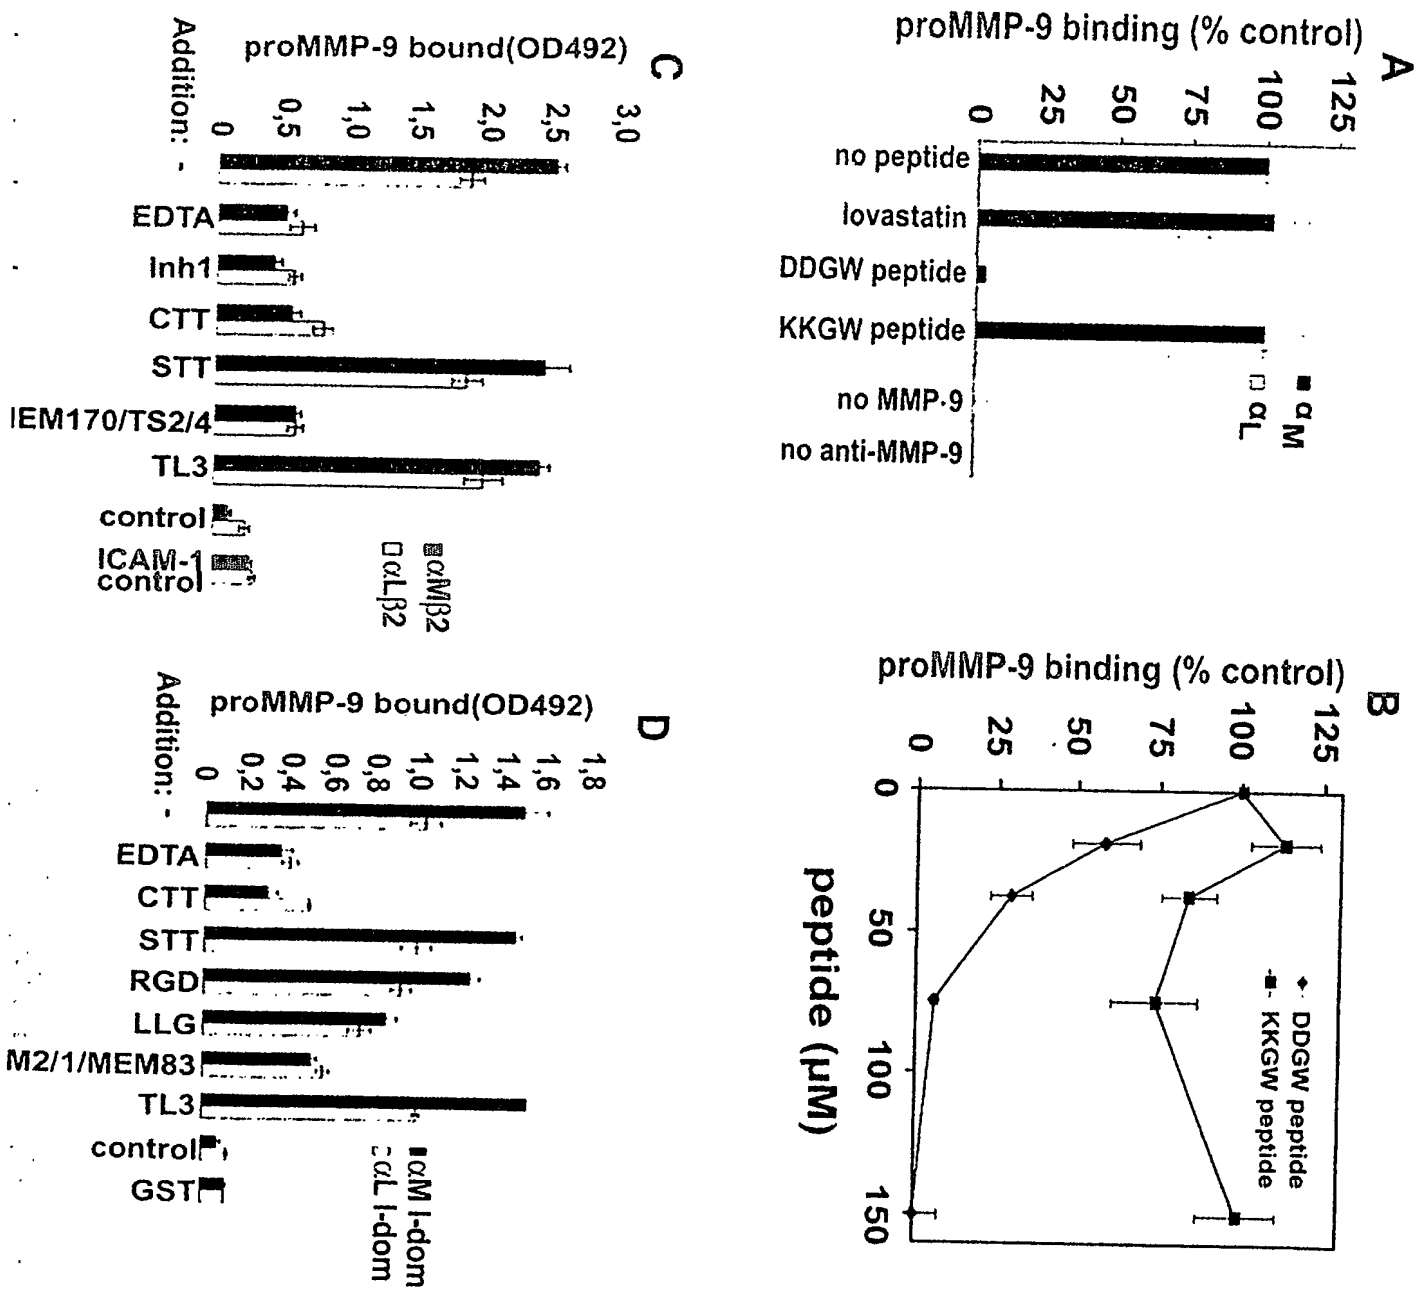 A
proMMP-9 binding (% control)
0 25 50 75 100 125
no peptide
lovastatin
DDGW peptide
KKGW peptide
no MMP-9
no anti-MMP-9
■ αM
□ αL
B
proMMP-9 binding (% control)
0 25 50 75 100 125
0 50 100 150
peptide (µM)
DDGW peptide
KKGW peptide
C
proMMP-9 bound(OD492)
0 0,5 1,0 1,5 2,0 2,5 3,0
Addition: -
EDTA
Inh1
CTT
STT
IEM170/TS2/4
TL3
control
ICAM-1
control
αMβ2
αLβ2
D
proMMP-9 bound(OD492)
0 0,2 0,4 0,6 0,8 1,0 1,2 1,4 1,6 1,8
Addition: -
EDTA
CTT
STT
RGD
LLG
M2/1/MEM83
TL3
control
GST
αM I-dom
αL I-dom